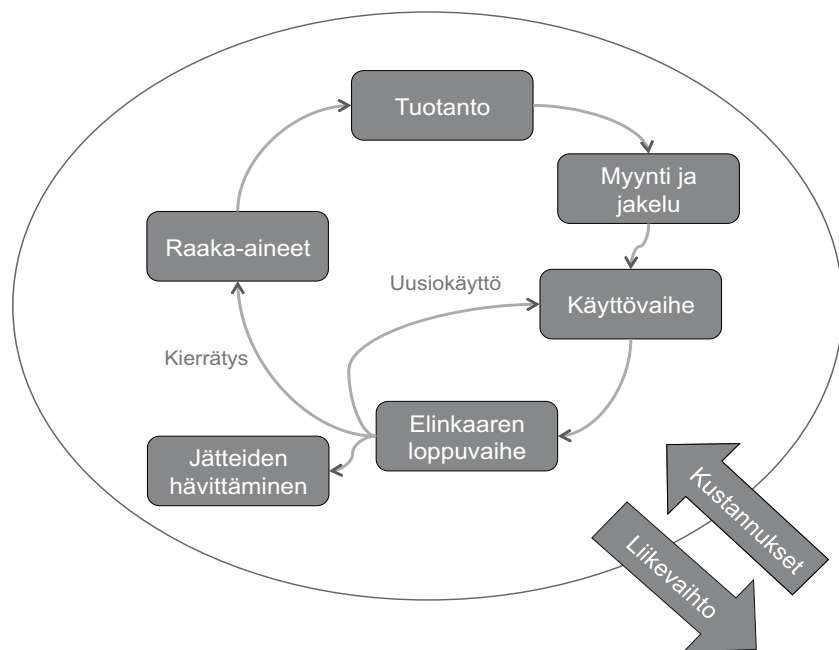 Tuotanto
Myynti ja
jakelu
Raaka-aineet
Uusiokäyttö
Käyttövaihe
Kierrätys
Elinkaaren
loppuvaihe
Jätteiden
hävittäminen
Kustannukset
Liikevaihto